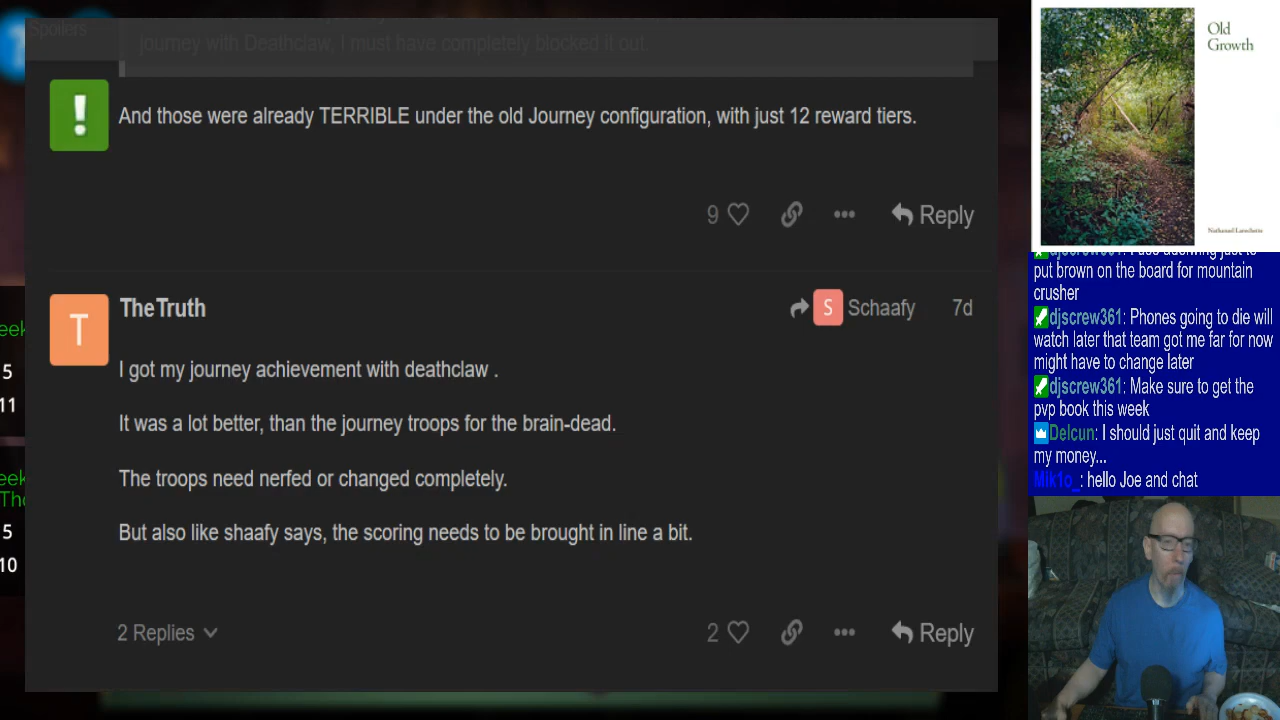 Spoilers
journey with Deathclaw, I must have completely blocked it out.
And those were already TERRIBLE under the old Journey configuration, with just 12 reward tiers.
9
Reply
T
TheTruth
S Schaafy 7d
I got my journey achievement with deathclaw .
It was a lot better, than the journey troops for the brain-dead.
The troops need nerfed or changed completely.
But also like shaafy says, the scoring needs to be brought in line a bit.
2 Replies
2
Reply
5
11
5
10
Old
Growth
put brown on the board for mountain
crusher
djscrew361: Phones going to die will
watch later that team got me far for now
might have to change later
djscrew361: Make sure to get the
pvp book this week
Delcun: I should just quit and keep
my money...
Mik1o_: hello Joe and chat